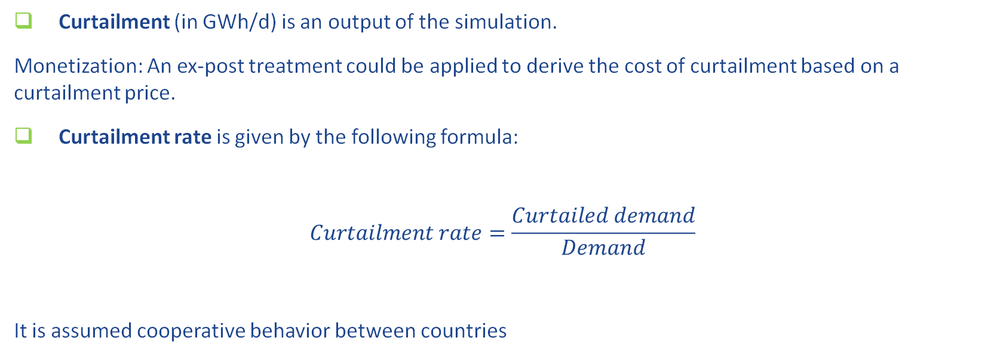 Curtailment (in GWh/d) is an output of the simulation.
Monetization: An ex-post treatment could be applied to derive the cost of curtailment based on a
curtailment price.
Curtailment rate is given by the following formula:
Curtailment rate = Curtailed demand / Demand
It is assumed cooperative behavior between countries